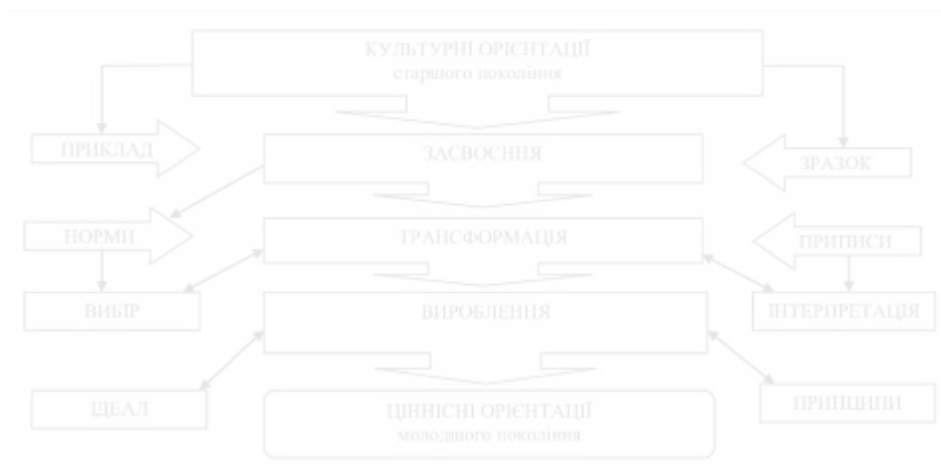 КУЛЬТУРНІ ОРІЄНТАЦІЇ
старшого покоління
ПРИКЛАД
ЗАСВОЄННЯ
ЗРАЗОК
НОРМИ
ТРАНСФОРМАЦІЯ
ПРИПИСИ
ВИБІР
ВИРОБЛЕННЯ
ІНТЕРПРЕТАЦІЯ
ІДЕАЛ
ЦІННІСНІ ОРІЄНТАЦІЇ
молодшого покоління
ПРИНЦИПИ